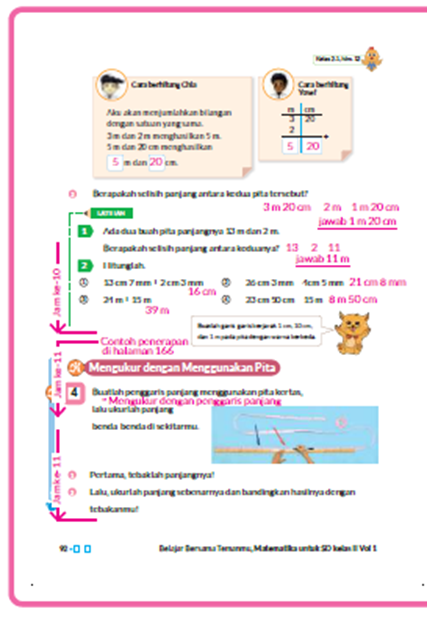 Kelas 2.1, hlm. 12
Cara berhitung Chia
Aku akan menjumlahkan bilangan
dengan satuan yang sama.
3 m dan 2 m menghasilkan 5 m.
5 m dan 20 cm menghasilkan
5 m dan 20 cm.
Cara berhitung
Yosef
m cm
3 20
2 +
5 20
Berapakah selisih panjang antara kedua pita tersebut?
3 m 20 cm 2 m 1 m 20 cm
jawab 1 m 20 cm
LATIHAN
1 Ada dua buah pita panjangnya 13 m dan 2 m.
Berapakah selisih panjang antara keduanya? 13 2 11
jawab 11 m
2 Hitunglah.
① 13 cm 7 mm + 2 cm 3 mm
16 cm
② 26 cm 3 mm 4cm 5 mm 21 cm 8 mm
③ 24 m + 15 m
39 m
④ 23 cm 50 cm 15 m 8 m 50 cm
Jam ke-10
Buatlah garis-garis berjarak 1 cm, 10 cm,
dan 1 m pada pita dengan warna berbeda.
Contoh penerapan
di halaman 166
Jam ke-11
Mengukur dengan Menggunakan Pita
4 Buatlah penggaris panjang menggunakan pita kertas,
" Mengukur dengan penggaris panjang
lalu ukurlah panjang
benda benda di sekitarmu.
Jam ke-11
Pertama, tebaklah panjangnya!
Lalu, ukurlah panjang sebenarnya dan bandingkan hasilnya dengan
tebakanmu!
92 -
Belajar Bersama Temanmu, Matematika untuk SD kelas II Vol 1